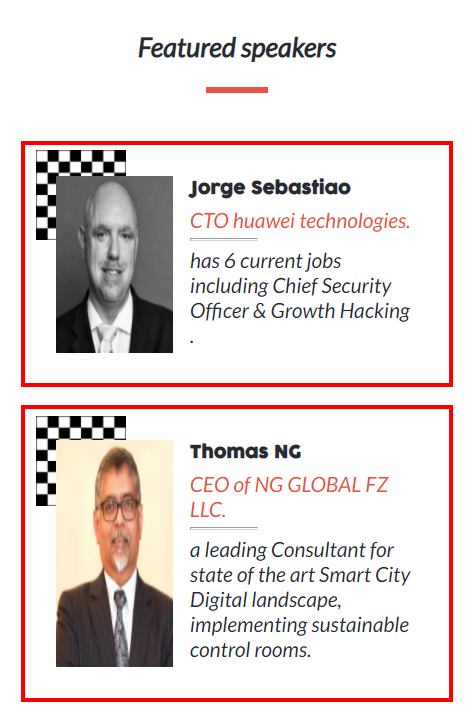 Featured speakers
Jorge Sebastiao
CTO huawei technologies.
has 6 current jobs
including Chief Security
Officer & Growth Hacking
.
Thomas NG
CEO of NG GLOBAL FZ
LLC.
a leading Consultant for
state of the art Smart City
Digital landscape,
implementing sustainable
control rooms.